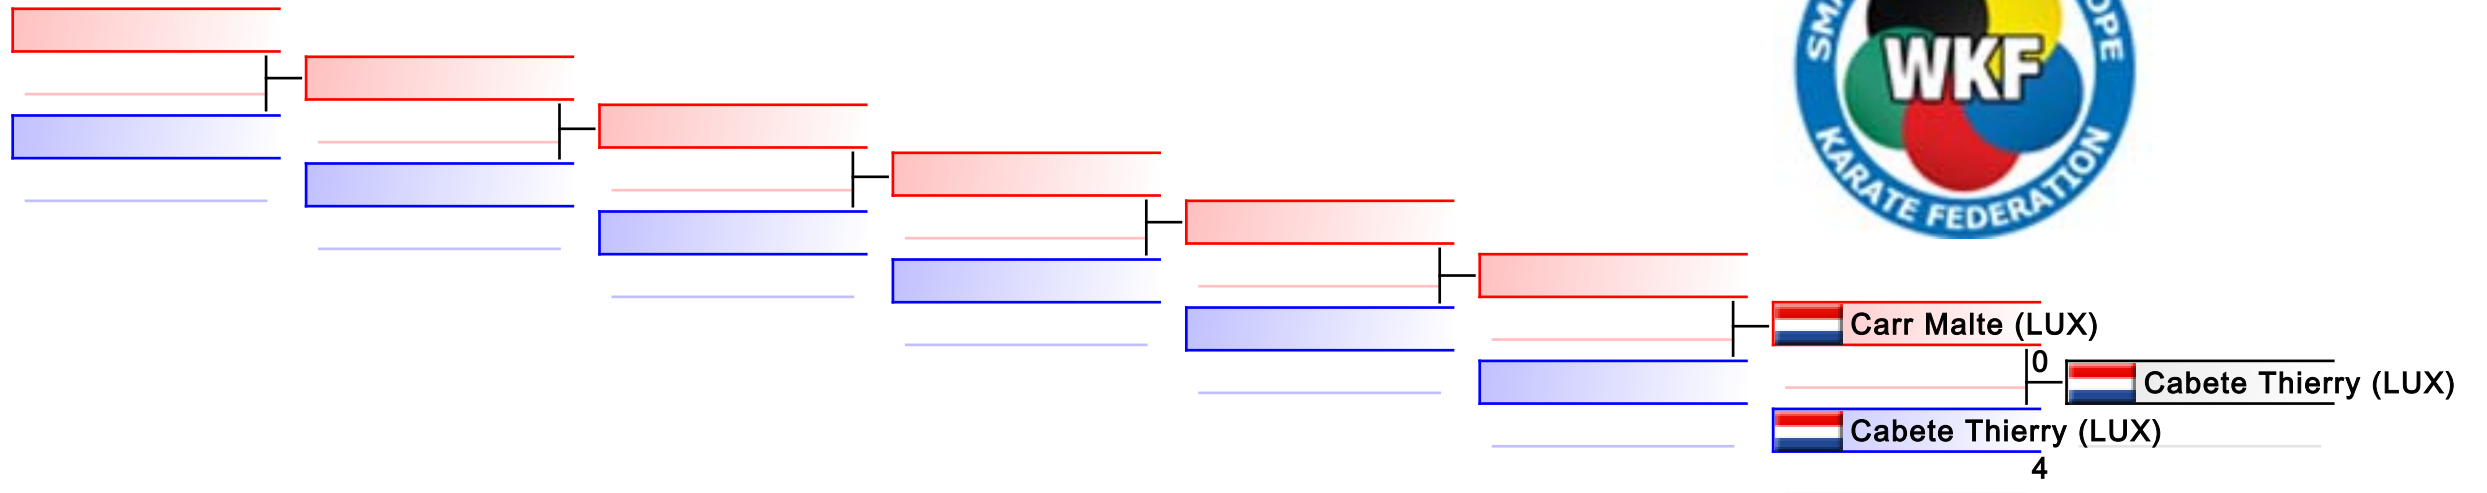 WKF
KARATE FEDERATION
Carr Malte (LUX)
0
Cabete Thierry (LUX)
Cabete Thierry (LUX)
4